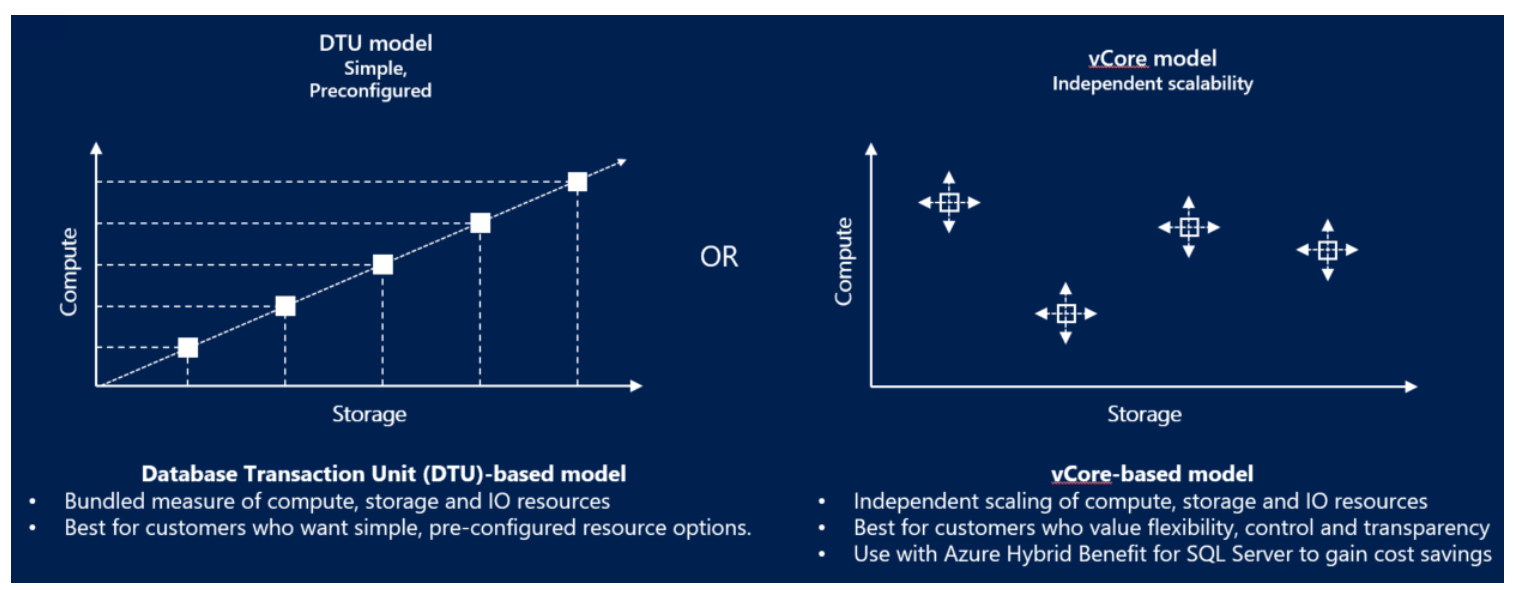 DTU model
Simple,
Preconfigured
Compute
Storage
Database Transaction Unit (DTU)-based model
• Bundled measure of compute, storage and IO resources
• Best for customers who want simple, pre-configured resource options.
OR
vCore model
Independent scalability
Compute
Storage
vCore-based model
• Independent scaling of compute, storage and IO resources
• Best for customers who value flexibility, control and transparency
• Use with Azure Hybrid Benefit for SQL Server to gain cost savings